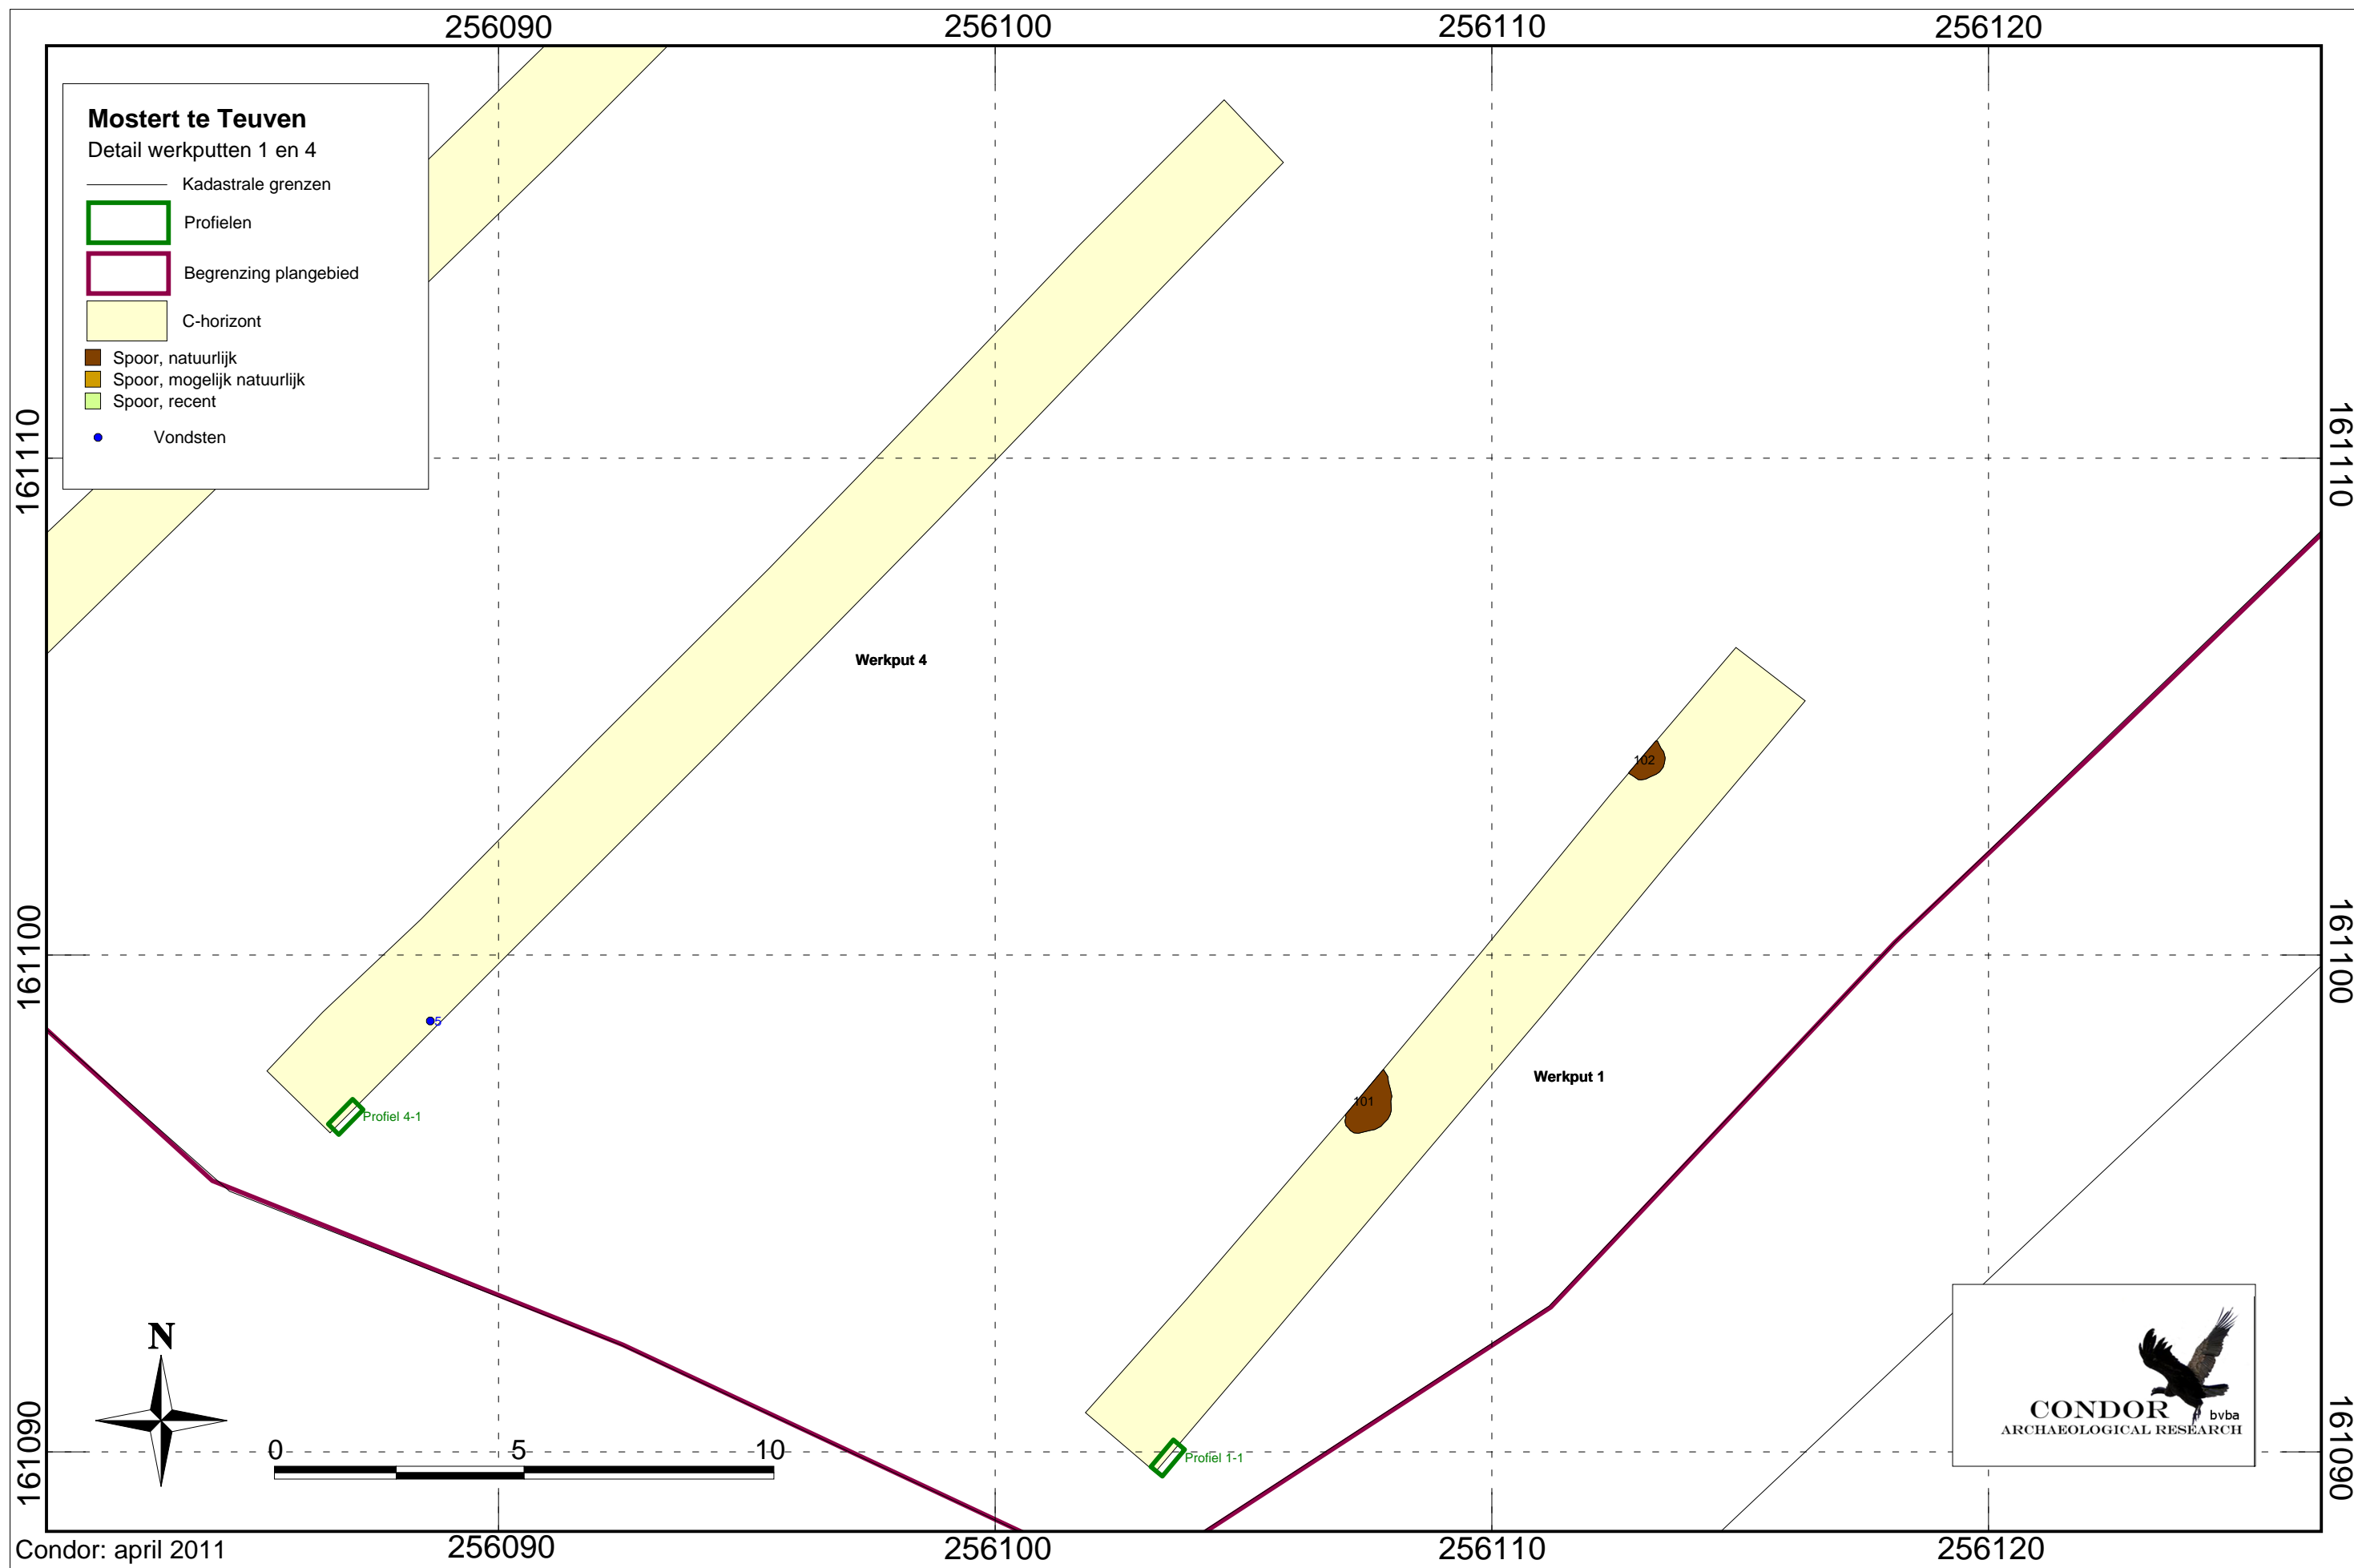 256090 256100 256110 256120
Mostert te Teuven
Detail werkputten 1 en 4
Kadastrale grenzen
Profielen
Begrenzing plangebied
C-horizont
Spoor, natuurlijk
Spoor, mogelijk natuurlijk
Spoor, recent
Vondsten
161110
161110
Werkput 4
102
161100
161100
5
Werkput 1
101
Profiel 4-1
N
0 5 10
161090
161090
Profiel 1-1
CONDOR bvba
ARCHAEOLOGICAL RESEARCH
Condor: april 2011
256090 256100 256110 256120